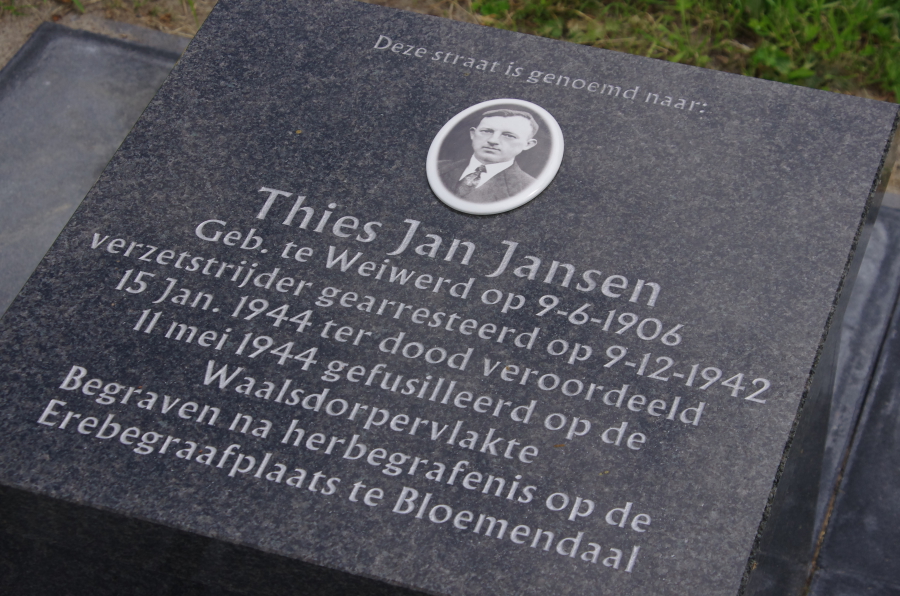 Deze straat is genoemd naar:
Thies Jan Jansen
Geb. te Weiwerd op 9-6-1906
verzetstrijder gearresteerd op 9-12-1942
15 Jan. 1944 ter dood veroordeeld
11 mei 1944 gefusilleerd op de
Waalsdorpervlakte
Begraven na herbegrafenis op de
Erebegraafplaats te Bloemendaal